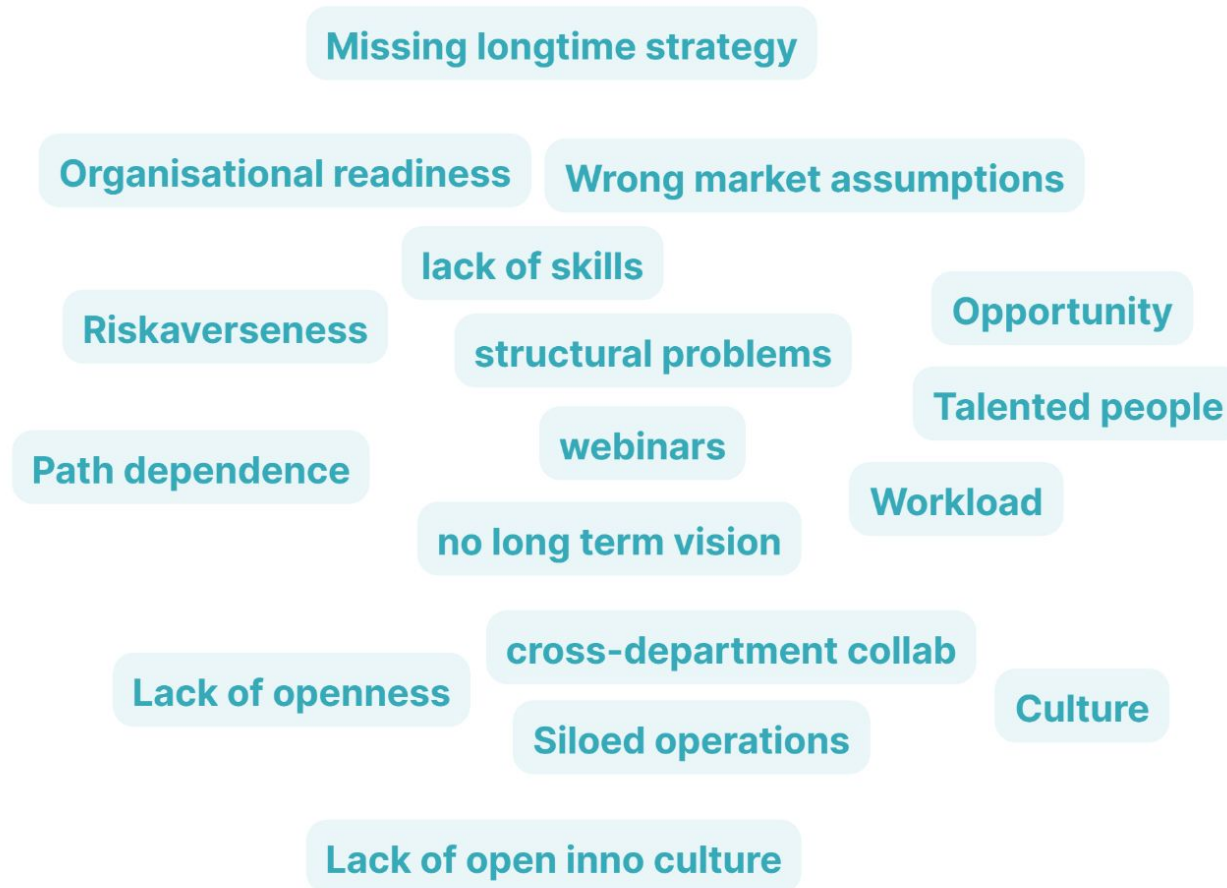 Missing longtime strategy
Organisational readiness
Wrong market assumptions
lack of skills
Opportunity
Riskaverseness
structural problems
Talented people
webinars
Path dependence
Workload
no long term vision
cross-department collab
Lack of openness
Culture
Siloed operations
Lack of open inno culture